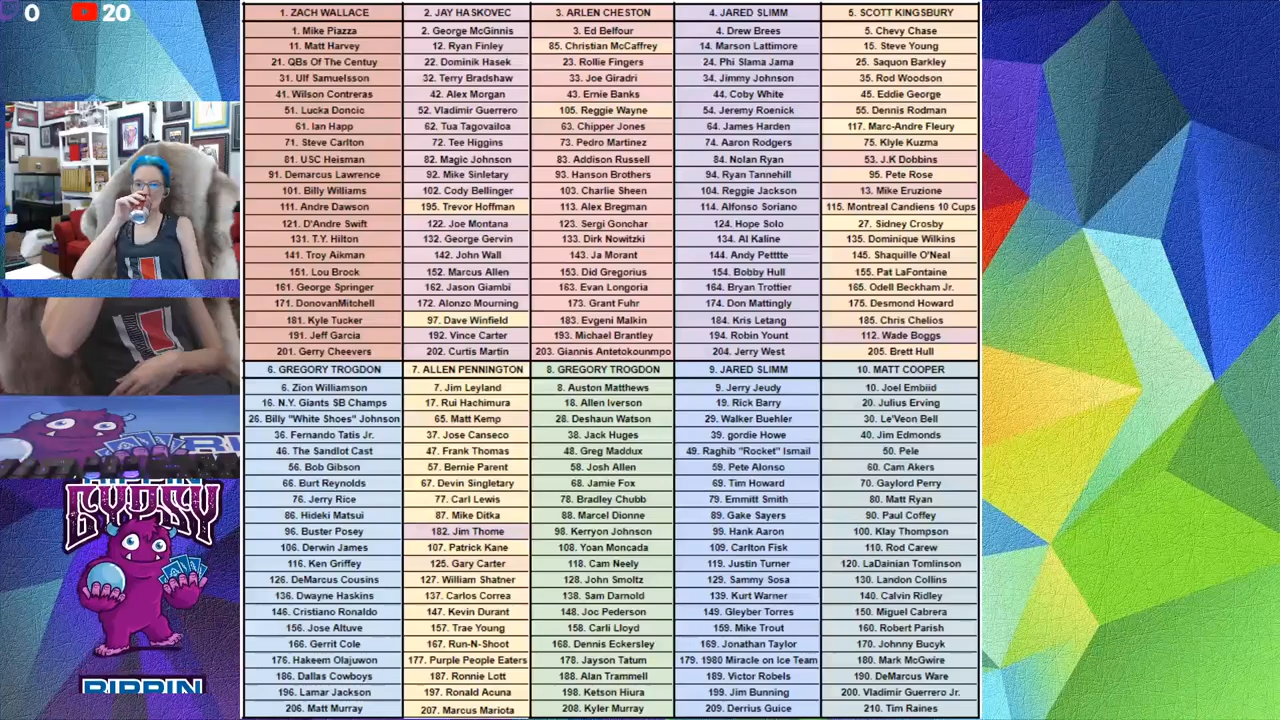 0 20
1. ZACH WALLACE 2. JAY HASKOVEC 3. ARLEN CHESTON 4. JARED SLIMM 5. SCOTT KINGSBURY
1. Mike Piazza 2. George McGinnis 3. Ed Belfour 4. Drew Brees 5. Chevy Chase
11. Matt Harvey 12. Ryan Finley 85. Christian McCaffrey 14. Marson Lattimore 15. Steve Young
21. QBs Of The Centuy 22. Dominik Hasek 23. Rollie Fingers 24. Phi Slama Jama 25. Saquon Barkley
31. Ulf Samuelsson 32. Terry Bradshaw 33. Joe Giradri 34. Jimmy Johnson 35. Rod Woodson
41. Wilson Contreras 42. Alex Morgan 43. Ernie Banks 44. Coby White 45. Eddie George
51. Lucka Doncic 52. Vladimir Guerrero 105. Reggie Wayne 54. Jeremy Roenick 55. Dennis Rodman
61. Ian Happ 62. Tua Tagovailoa 63. Chipper Jones 64. James Harden 117. Marc-Andre Fleury
71. Steve Carlton 72. Tee Higgins 73. Pedro Martinez 74. Aaron Rodgers 75. Klyle Kuzma
81. USC Heisman 82. Magic Johnson 83. Addison Russell 84. Nolan Ryan 53. J.K Dobbins
91. Demarcus Lawrence 92. Mike Sinletary 93. Hanson Brothers 94. Ryan Tannehill 95. Pete Rose
101. Billy Williams 102. Cody Bellinger 103. Charlie Sheen 104. Reggie Jackson 13. Mike Eruzione
111. Andre Dawson 195. Trevor Hoffman 113. Alex Bregman 114. Alfonso Soriano 115. Montreal Candiens 10 Cups
121. D'Andre Swift 122. Joe Montana 123. Sergi Gonchar 124. Hope Solo 27. Sidney Crosby
131. T.Y. Hilton 132. George Gervin 133. Dirk Nowitzki 134. Al Kaline 135. Dominique Wilkins
141. Troy Aikman 142. John Wall 143. Ja Morant 144. Andy Pettitte 145. Shaquille O'Neal
151. Lou Brock 152. Marcus Allen 153. Did Gregorius 154. Bobby Hull 155. Pat LaFontaine
161. George Springer 162. Jason Giambi 163. Evan Longoria 164. Bryan Trottier 165. Odell Beckham Jr.
171. DonovanMitchell 172. Alonzo Mourning 173. Grant Fuhr 174. Don Mattingly 175. Desmond Howard
181. Kyle Tucker 97. Dave Winfield 183. Evgeni Malkin 184. Kris Letang 185. Chris Chelios
191. Jeff Garcia 192. Vince Carter 193. Michael Brantley 194. Robin Yount 112. Wade Boggs
201. Gerry Cheevers 202. Curtis Martin 203. Giannis Antetokounmpo 204. Jerry West 205. Brett Hull
6. GREGORY TROGDON 7. ALLEN PENNINGTON 8. GREGORY TROGDON 9. JARED SLIMM 10. MATT COOPER
6. Zion Williamson 7. Jim Leyland 8. Auston Matthews 9. Jerry Jeudy 10. Joel Embiid
16. N.Y. Giants SB Champs 17. Rui Hachimura 18. Allen Iverson 19. Rick Barry 20. Julius Erving
26. Billy "White Shoes" Johnson 65. Matt Kemp 28. Deshaun Watson 29. Walker Buehler 30. Le'Veon Bell
36. Fernando Tatis Jr. 37. Jose Canseco 38. Jack Huges 39. gordie Howe 40. Jim Edmonds
46. The Sandlot Cast 47. Frank Thomas 48. Greg Maddux 49. Raghib "Rocket" Ismail 50. Pele
56. Bob Gibson 57. Bernie Parent 58. Josh Allen 59. Pete Alonso 60. Cam Akers
66. Burt Reynolds 67. Devin Singletary 68. Jamie Fox 69. Tim Howard 70. Gaylord Perry
76. Jerry Rice 77. Carl Lewis 78. Bradley Chubb 79. Emmitt Smith 80. Matt Ryan
86. Hideki Matsui 87. Mike Ditka 88. Marcel Dionne 89. Gake Sayers 90. Paul Coffey
96. Buster Posey 182. Jim Thome 98. Kerryon Johnson 99. Hank Aaron 100. Klay Thompson
106. Derwin James 107. Patrick Kane 108. Yoan Moncada 109. Carlton Fisk 110. Rod Carew
116. Ken Griffey 125. Gary Carter 118. Cam Neely 119. Justin Turner 120. LaDainian Tomlinson
126. DeMarcus Cousins 127. William Shatner 128. John Smoltz 129. Sammy Sosa 130. Landon Collins
136. Dwayne Haskins 137. Carlos Correa 138. Sam Darnold 139. Kurt Warner 140. Calvin Ridley
146. Cristiano Ronaldo 147. Kevin Durant 148. Joc Pederson 149. Gleyber Torres 150. Miguel Cabrera
156. Jose Altuve 157. Trae Young 158. Carli Lloyd 159. Mike Trout 160. Robert Parish
166. Gerrit Cole 167. Run-N-Shoot 168. Dennis Eckersley 169. Jonathan Taylor 170. Johnny Bucyk
176. Hakeem Olajuwon 177. Purple People Eaters 178. Jayson Tatum 179. 1980 Miracle on Ice Team 180. Mark McGwire
186. Dallas Cowboys 187. Ronnie Lott 188. Alan Trammell 189. Victor Robels 190. DeMarcus Ware
196. Lamar Jackson 197. Ronald Acuna 198. Ketson Hiura 199. Jim Bunning 200. Vladimir Guerrero Jr.
206. Matt Murray 207. Marcus Mariota 208. Kyler Murray 209. Derrius Guice 210. Tim Raines
RIPPIN
GYPSY
RIPPIN